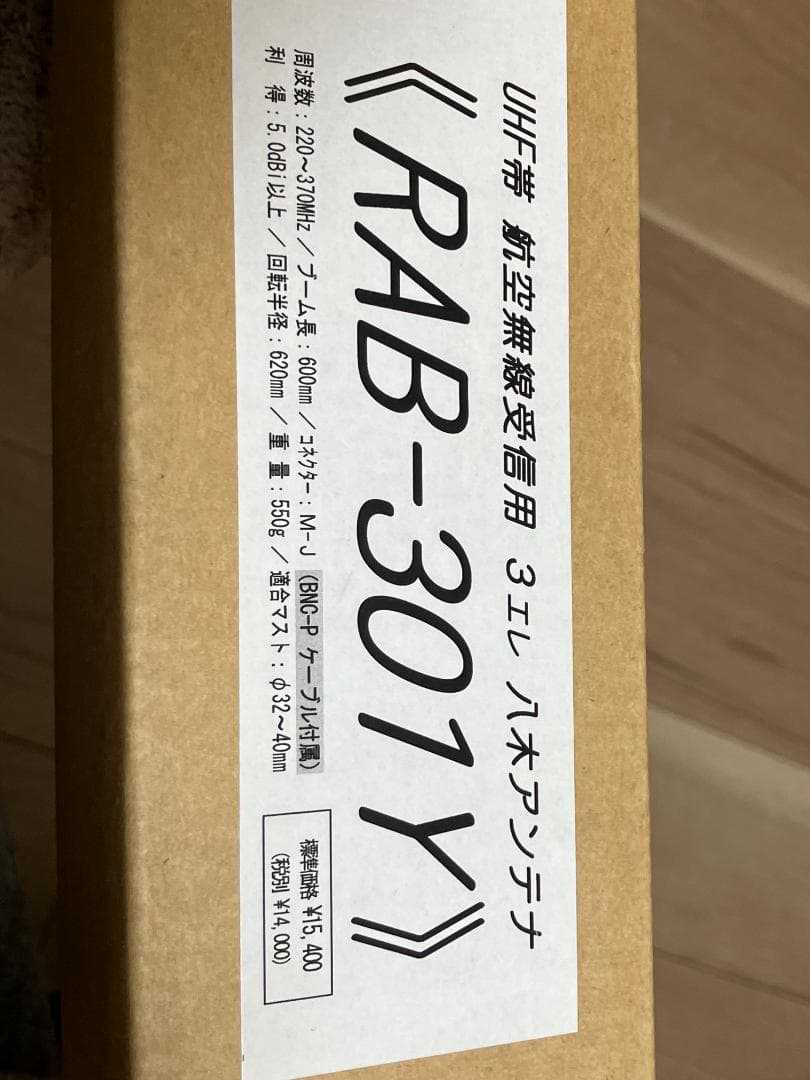 UHF帯 航空無線受信用 3エレ 八木アンテナ
《RAB-301Y》
周波数：220～370MHz ／ ブーム長：600mm ／ コネクター：M-J (BNC-P ケーブル付属)
利 得：5.0dBi以上 ／ 回転半径：620mm ／ 重 量：550g ／ 適合マスト：φ32～40mm
標準価格 ¥15,400
(税別 ¥14,000)